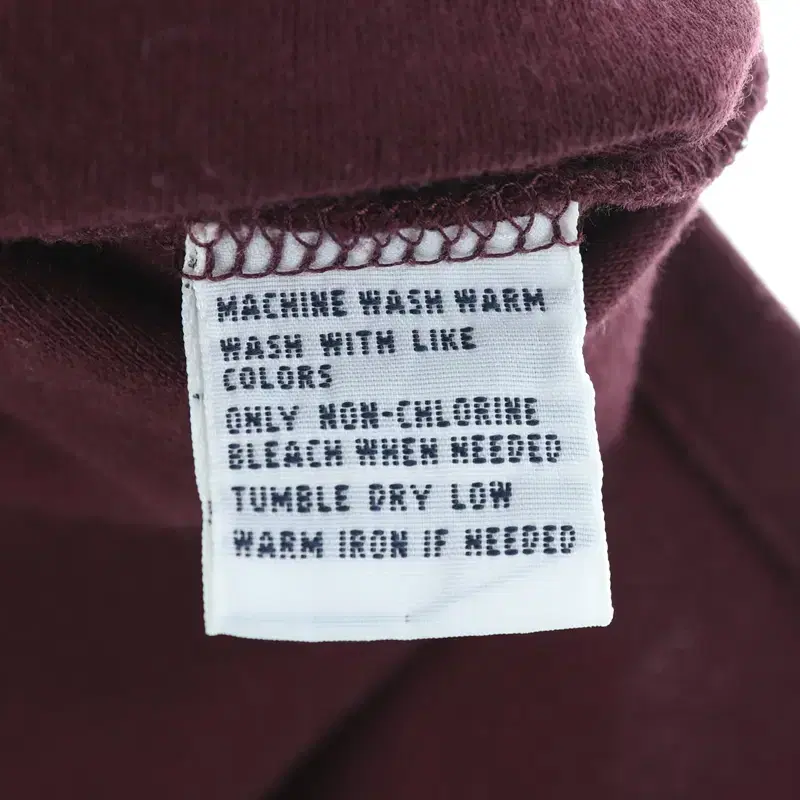 MACHINE WASH WARM
WASH WITH LIKE
COLORS
ONLY NON-CHLORINE
BLEACH WHEN NEEDED
TUMBLE DRY LOW
WARM IRON IF NEEDED